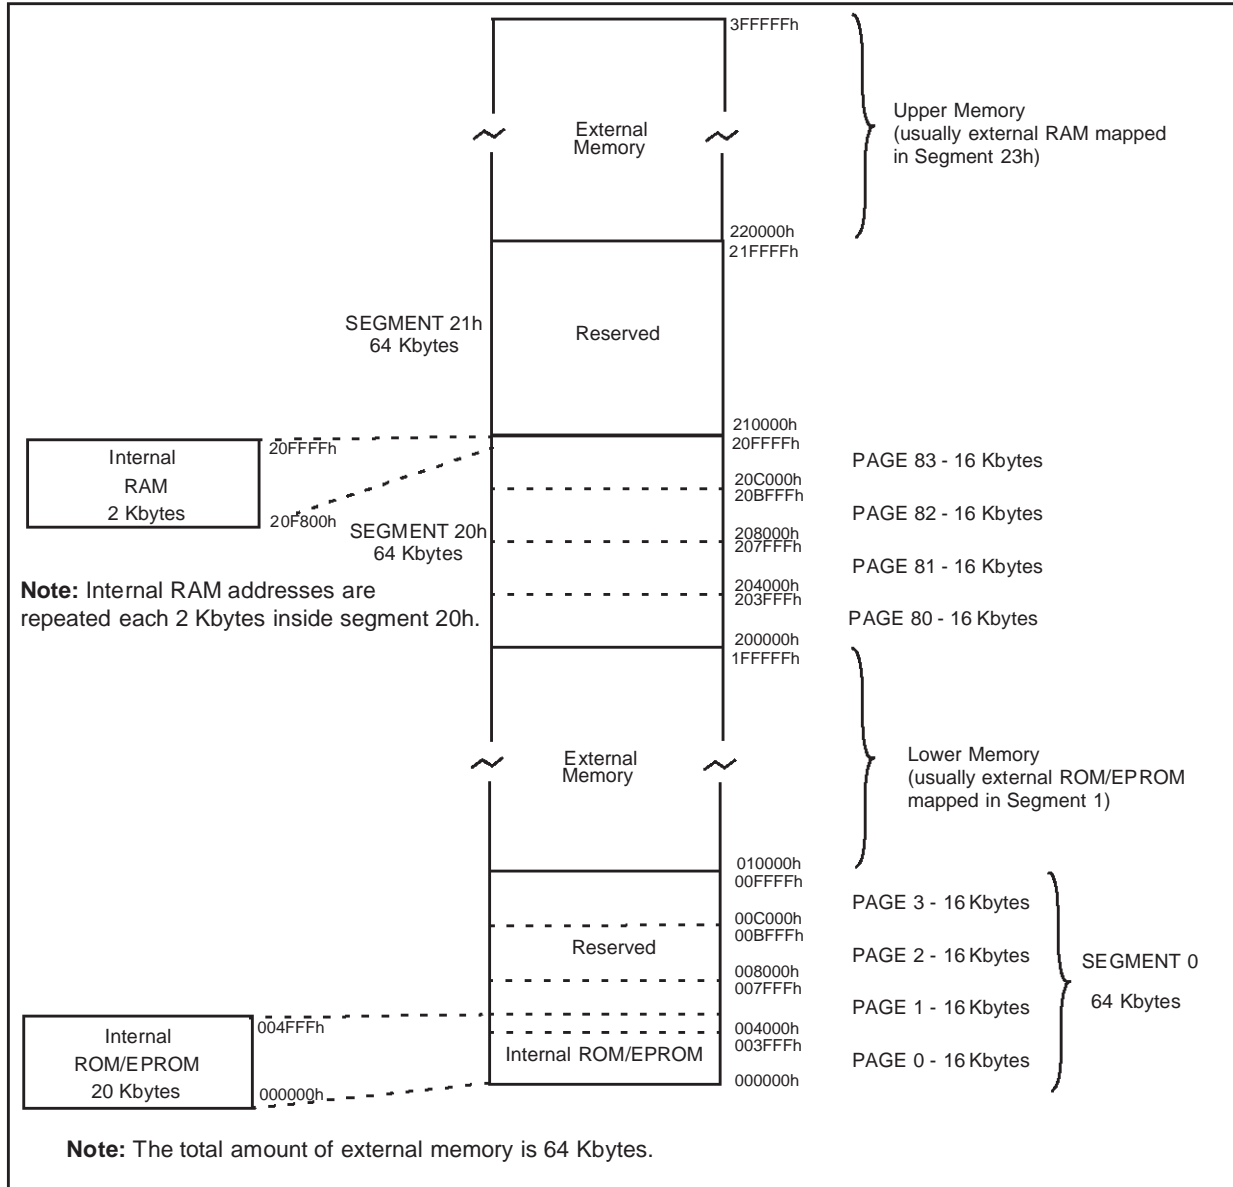 3FFFFFh
Upper Memory
(usually external RAM mapped
in Segment 23h)
External
Memory
220000h
21FFFFh
SEGMENT 21h
64 Kbytes
Reserved
210000h
20FFFFh
20FFFFh
Internal
RAM
2 Kbytes
20F800h
PAGE 83 - 16 Kbytes
20C000h
20BFFFh
PAGE 82 - 16 Kbytes
SEGMENT 20h
64 Kbytes
208000h
207FFFh
PAGE 81 - 16 Kbytes
Note: Internal RAM addresses are
repeated each 2 Kbytes inside segment 20h.
204000h
203FFFh
PAGE 80 - 16 Kbytes
200000h
1FFFFFh
External
Memory
Lower Memory
(usually external ROM/EPROM
mapped in Segment 1)
010000h
00FFFFh
PAGE 3 - 16 Kbytes
00C000h
00BFFFh
Reserved
PAGE 2 - 16 Kbytes
SEGMENT 0
64 Kbytes
008000h
007FFFh
PAGE 1 - 16 Kbytes
004FFFh
Internal
ROM/EPROM
20 Kbytes
000000h
004000h
003FFFh
Internal ROM/EPROM
PAGE 0 - 16 Kbytes
000000h
Note: The total amount of external memory is 64 Kbytes.